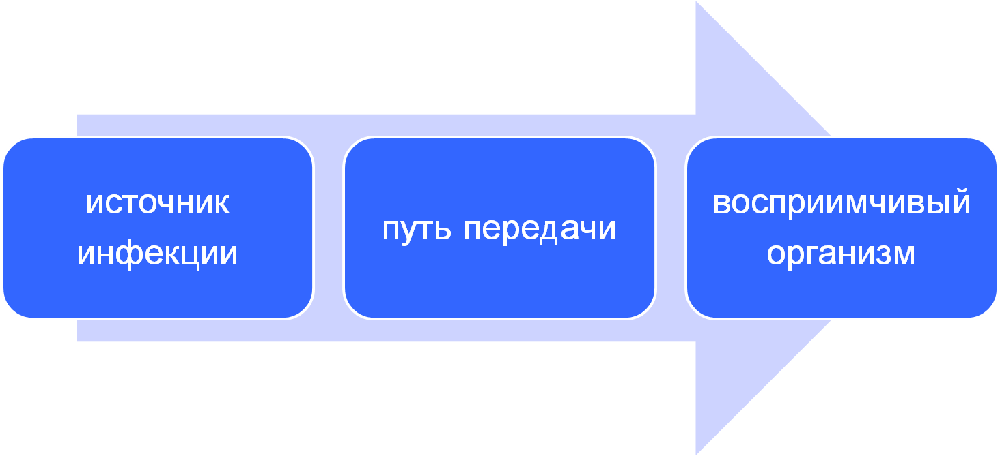 источник
инфекции
путь передачи
восприимчивый
организм